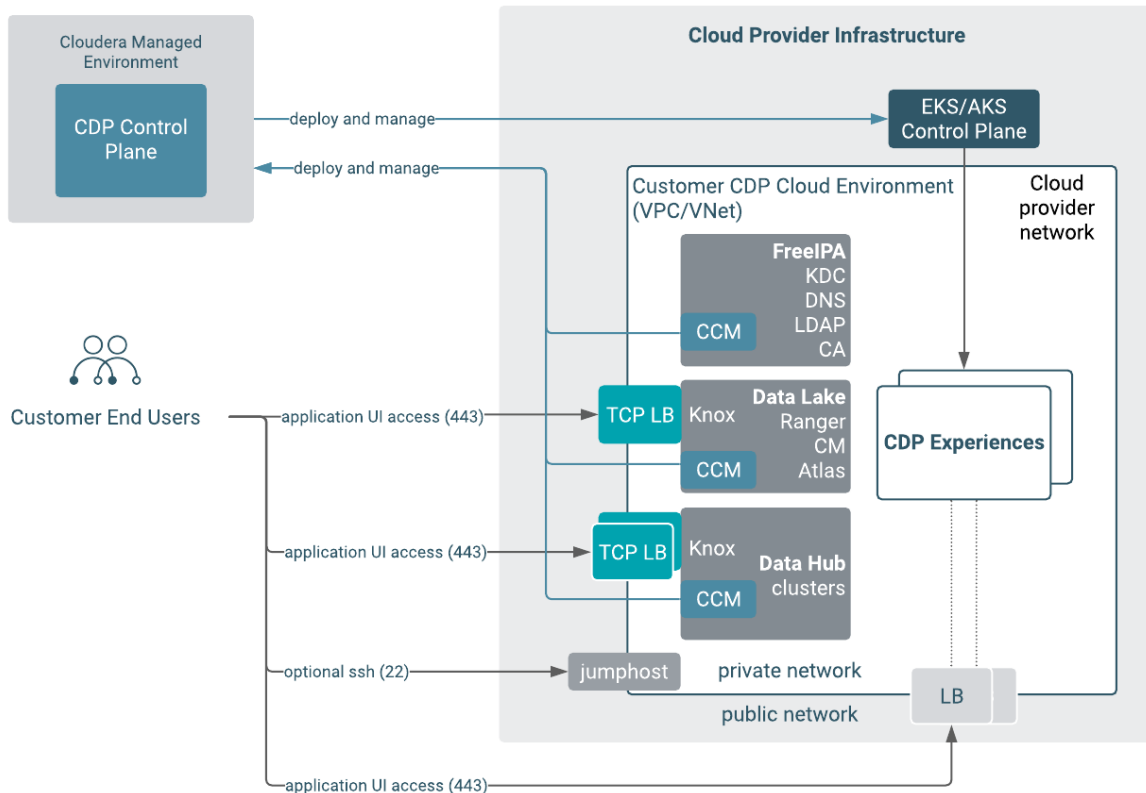 Cloudera Managed
Environment
CDP Control
Plane
Cloud Provider Infrastructure
EKS/AKS
Control Plane
deploy and manage
deploy and manage
Customer CDP Cloud Environment
(VPC/VNet)
Cloud
provider
network
FreeIPA
KDC
DNS
LDAP
CA
CCM
Customer End Users
application UI access (443)
TCP LB
Knox
Data Lake
Ranger
CM
Atlas
CCM
CDP Experiences
application UI access (443)
TCP LB
Knox
Data Hub
clusters
CCM
optional ssh (22)
jumphost
private network
public network
LB
application UI access (443)